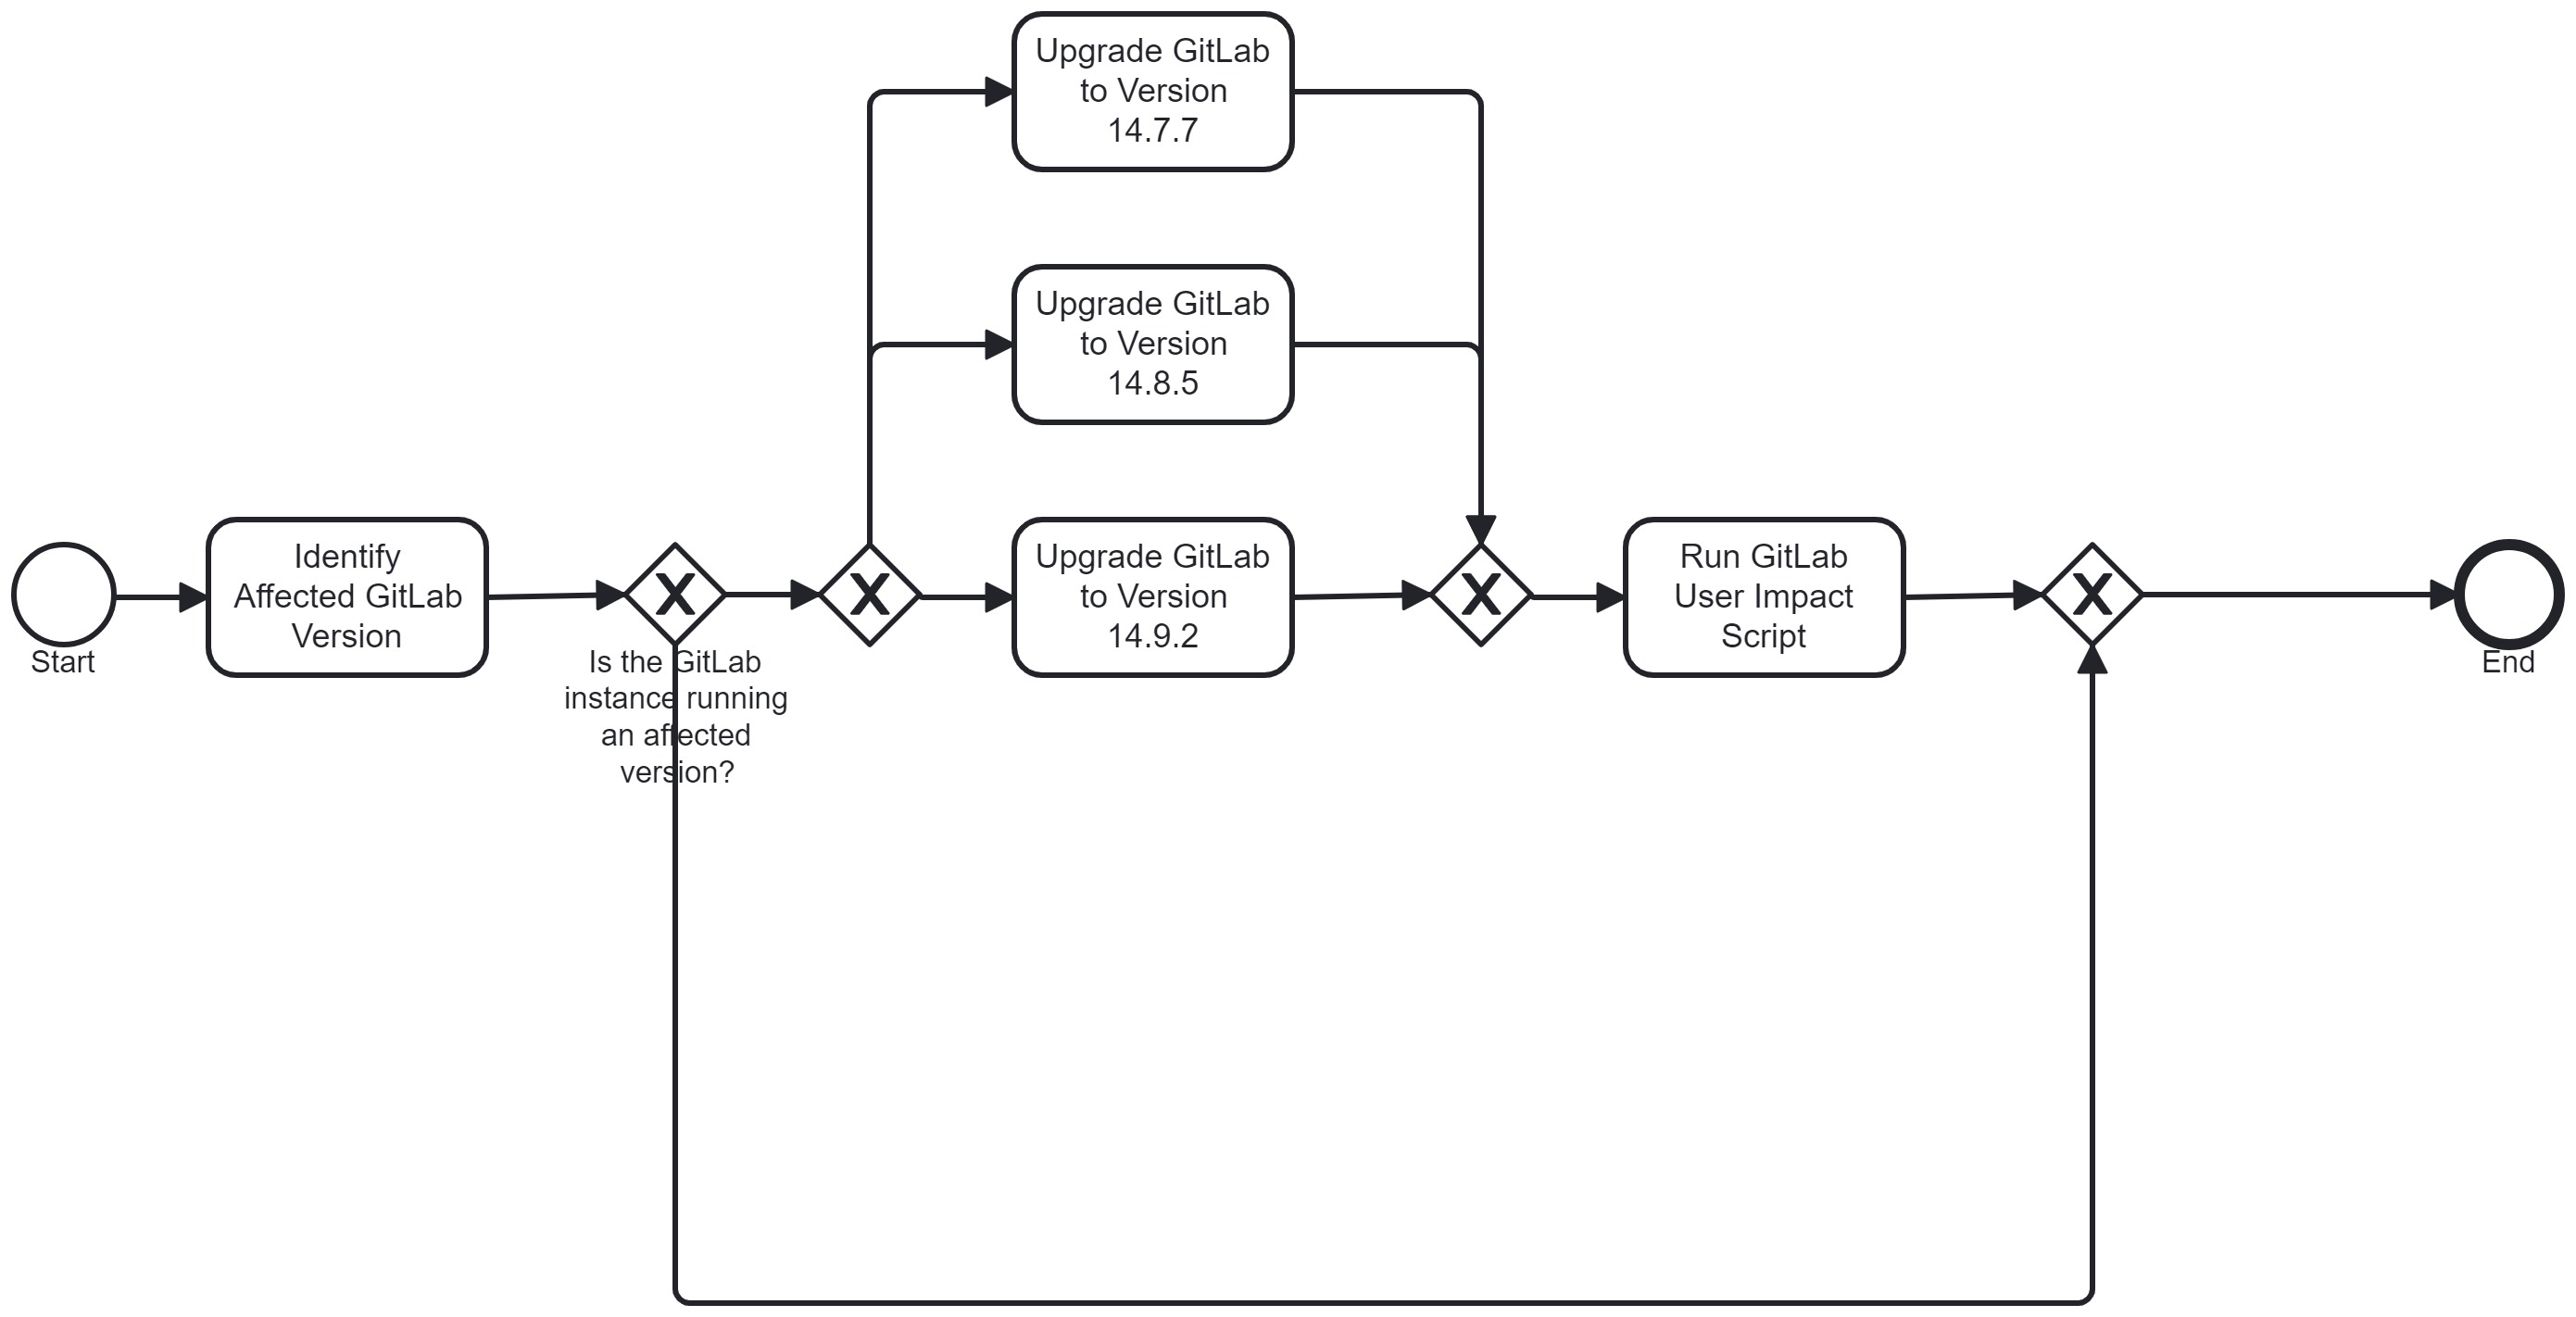 Upgrade GitLab
to Version
14.7.7
Upgrade GitLab
to Version
14.8.5
Start
Identify
Affected GitLab
Version
Is the GitLab
instance running
an affected
version?
Upgrade GitLab
to Version
14.9.2
Run GitLab
User Impact
Script
End